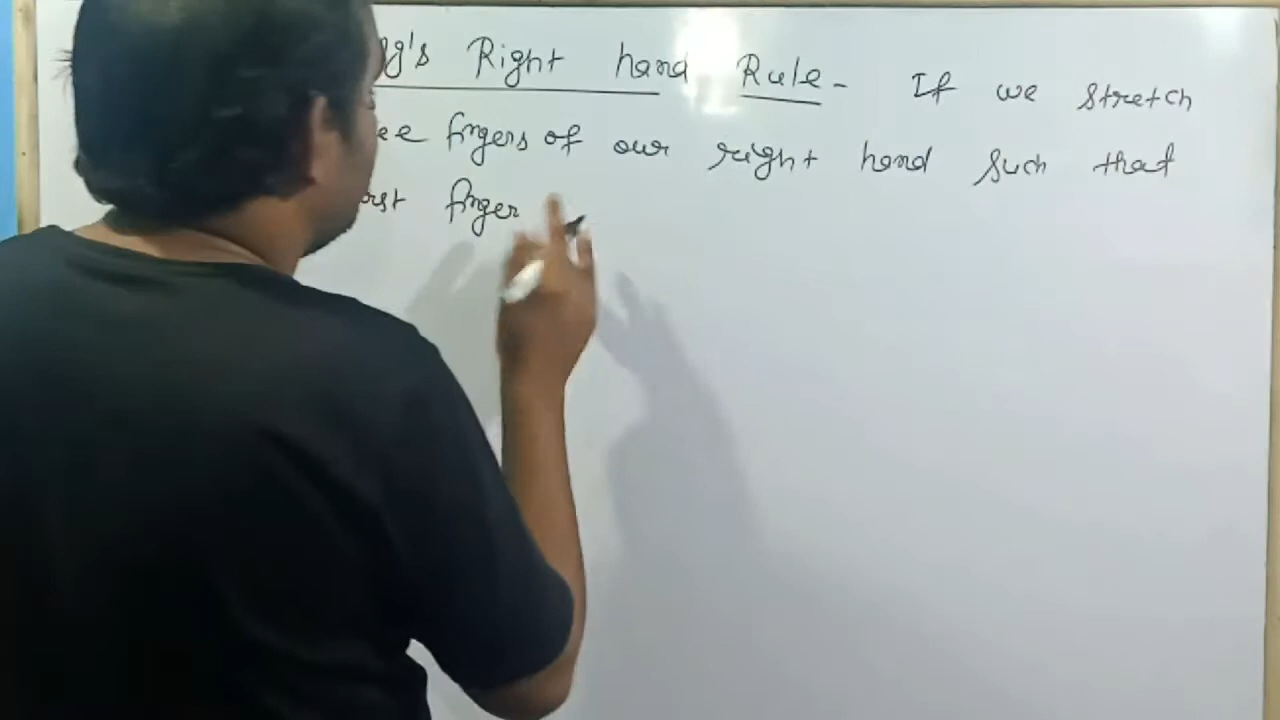 Right hand Rule - If we stretch
fingers of our right hand such that
finger